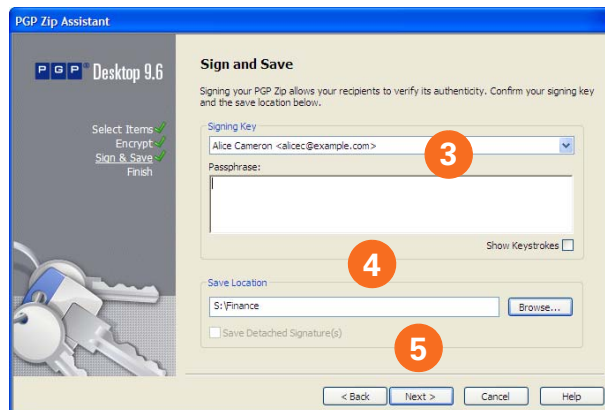 PGP Zip Assistant
PGP® Desktop 9.6
Select Items
Encrypt
Sign & Save
Finish
Sign and Save
Signing your PGP Zip allows your recipients to verify its authenticity. Confirm your signing key
and the save location below.
Signing Key
Alice Cameron <alicec@example.com>
3
Passphrase:
Show Keystrokes
4
Save Location
S:\Finance
Browse...
Save Detached Signature(s)
5
< Back
Next >
Cancel
Help